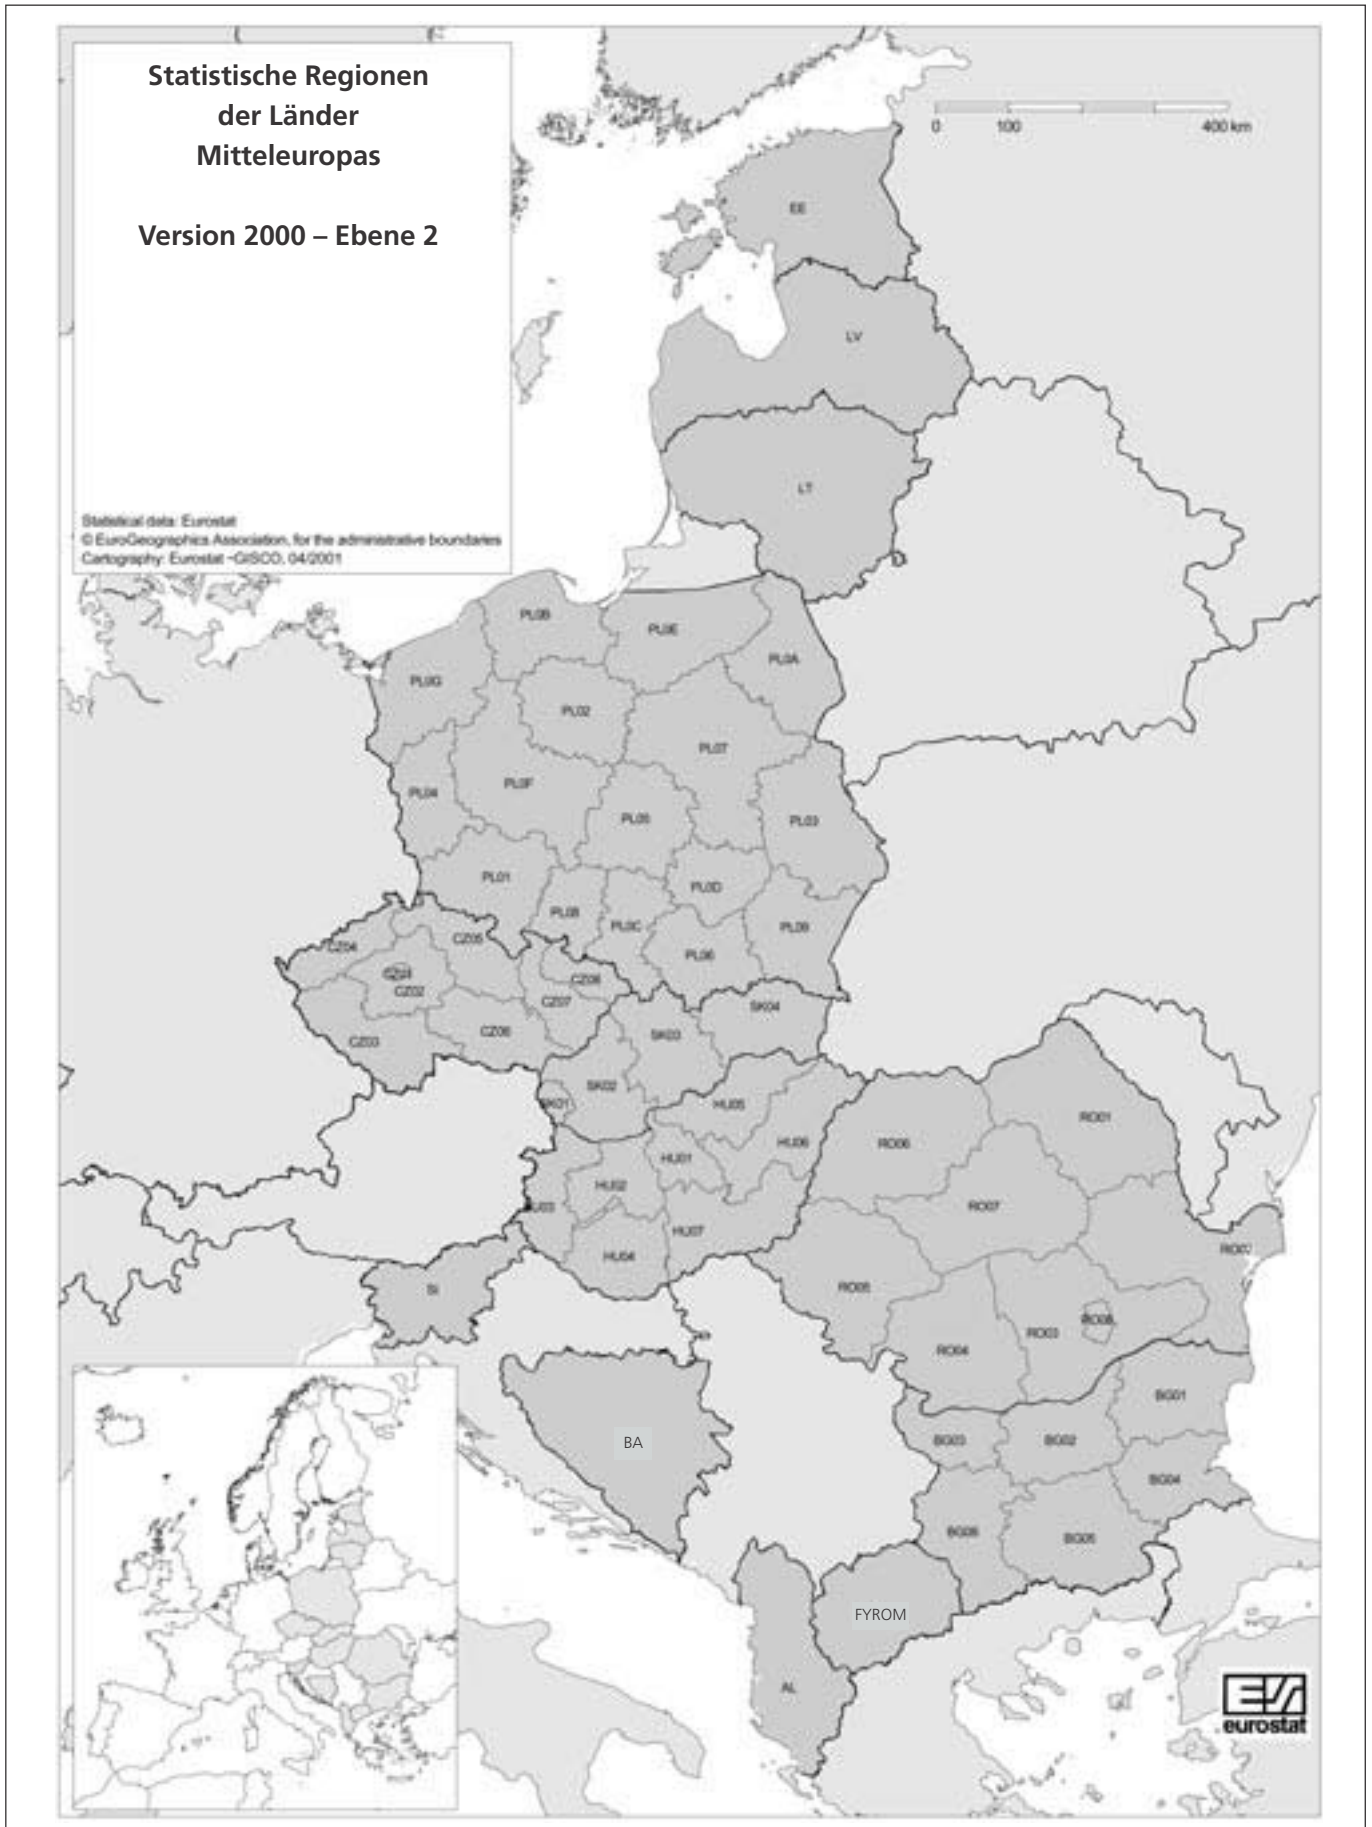 Statistische Regionen
der Länder
Mitteleuropas
Version 2000 – Ebene 2
Statistical data: Eurostat
© EuroGeographics Association, for the administrative boundaries
Cartography: Eurostat -GISCO, 04/2001
0 100 400 km
EE
LV
LT
PL0B
PL0E
PL0A
PL0G
PL02
PL07
PL0F
PL04
PL05
PL03
PL01
PL0D
PL08
PL0C
PL09
PL06
CZ05
CZ04
CZ01
CZ02
CZ08
CZ07
CZ06
CZ03
SK04
SK03
SK02
SK01
HU05
HU06
HU01
HU02
HU03
HU07
HU04
RO01
RO06
RO07
RO05
RO03
RO08
RO04
SI
BG01
BG03
BG02
BG04
BG06
BG05
BA
FYROM
AL
eurostat